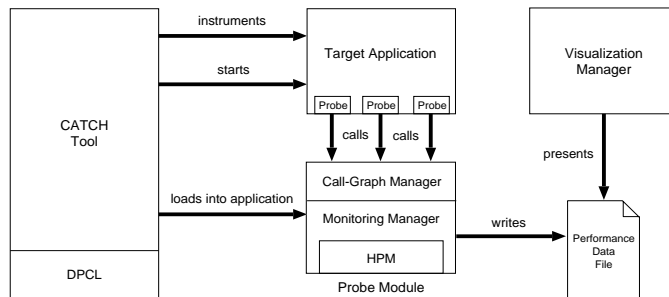 instruments
Target Application
Visualization
Manager
starts
Probe Probe Probe
CATCH
Tool
calls calls
presents
Call-Graph Manager
loads into application
Monitoring Manager
writes
Performance
Data
File
HPM
DPCL
Probe Module